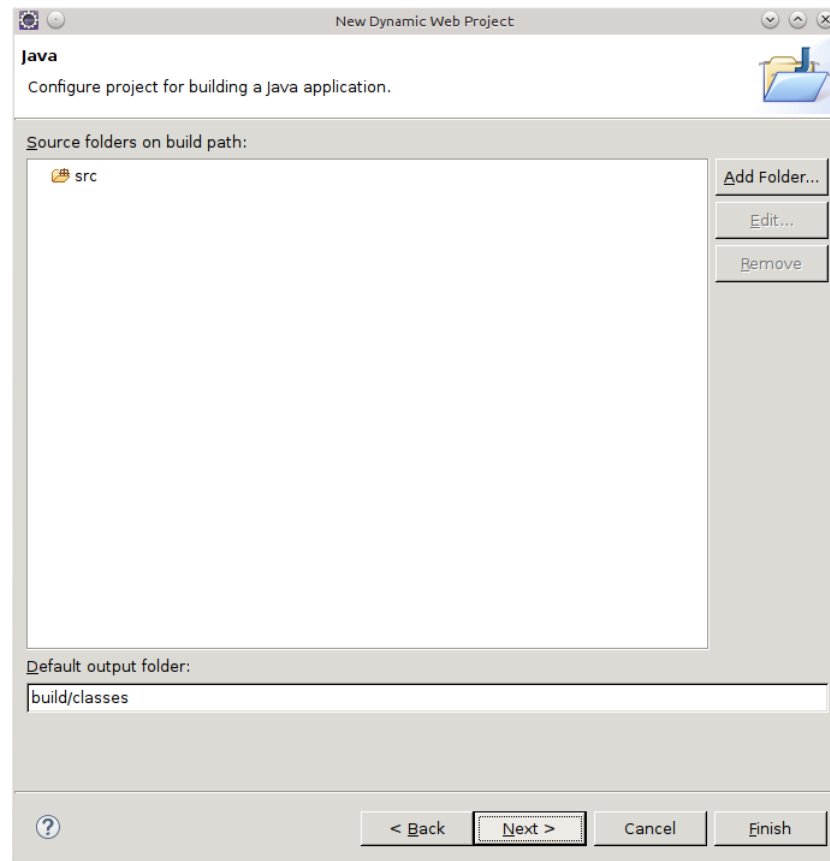 New Dynamic Web Project
Java
Configure project for building a Java application.
Source folders on build path:
src
Add Folder...
Edit...
Remove
Default output folder:
build/classes
? < Back Next > Cancel Finish